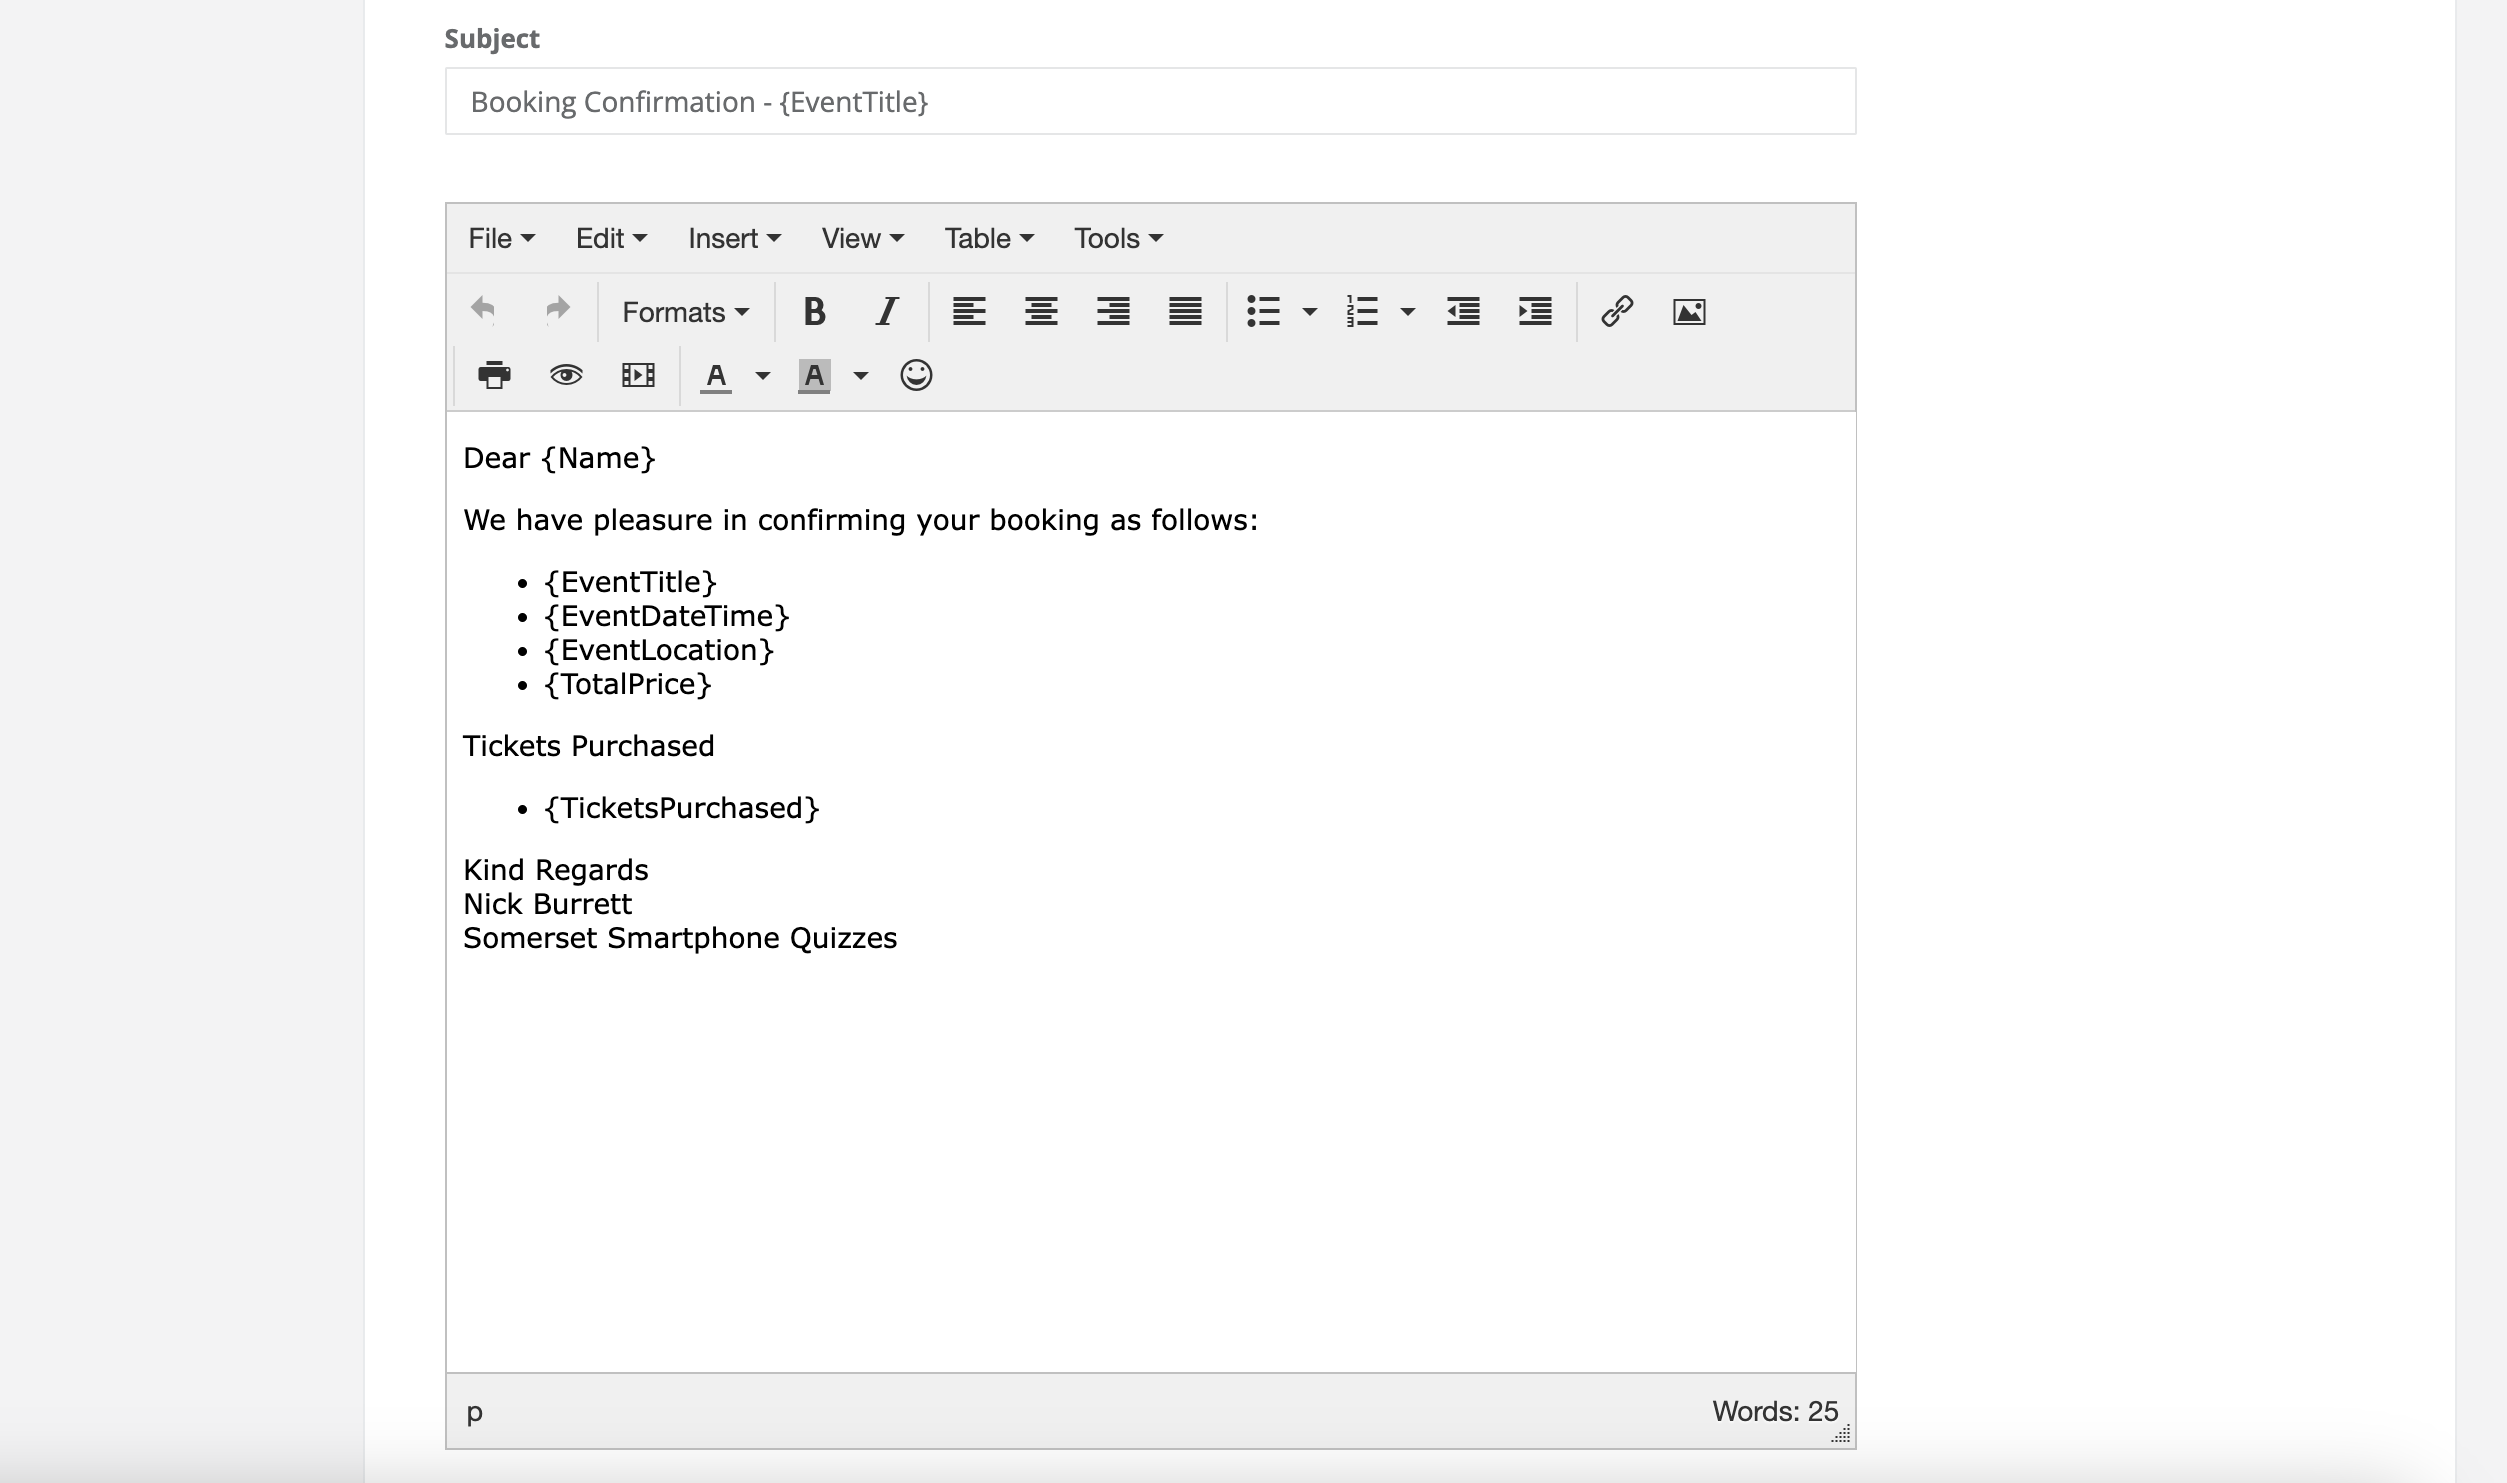 Subject
Booking Confirmation - {EventTitle}
File Edit Insert View Table Tools
Formats B I
A A
Dear {Name}
We have pleasure in confirming your booking as follows:
• {EventTitle}
• {EventDateTime}
• {EventLocation}
• {TotalPrice}
Tickets Purchased
• {TicketsPurchased}
Kind Regards
Nick Burrett
Somerset Smartphone Quizzes
p Words: 25